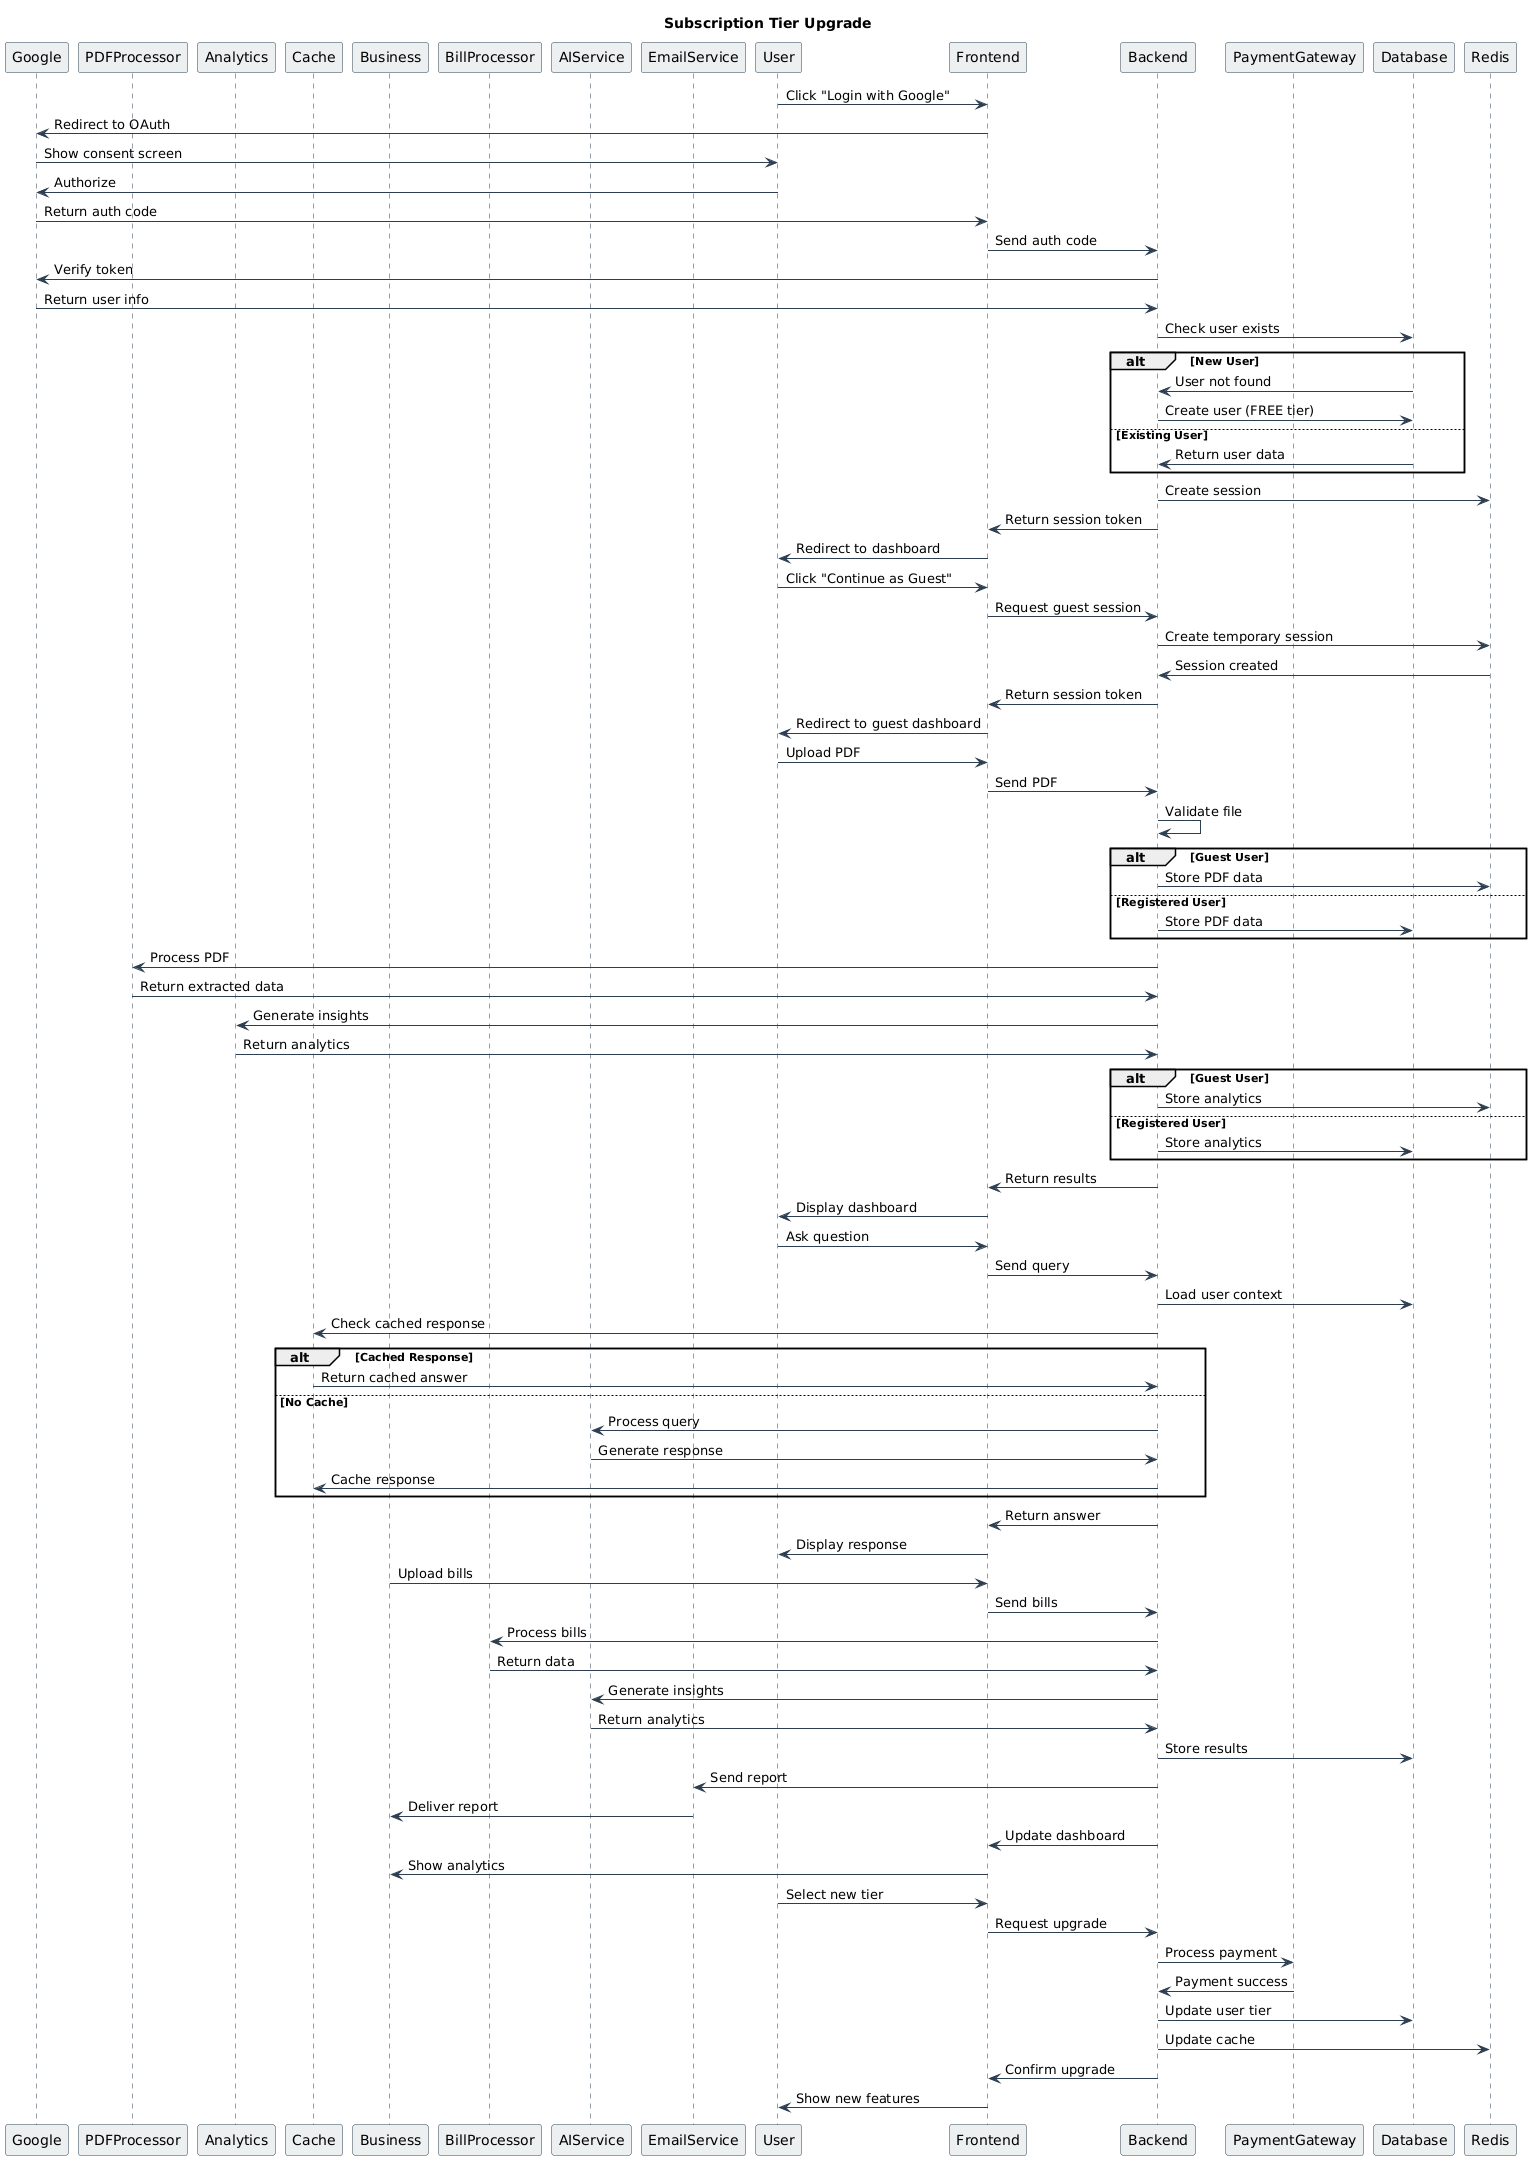 Subscription Tier Upgrade
Google PDFProcessor Analytics Cache Business BillProcessor AIService EmailService User Frontend Backend PaymentGateway Database Redis
Click "Login with Google"
Redirect to OAuth
Show consent screen
Authorize
Return auth code
Send auth code
Verify token
Return user info
Check user exists
alt [New User]
User not found
Create user (FREE tier)
[Existing User]
Return user data
Create session
Return session token
Redirect to dashboard
Click "Continue as Guest"
Request guest session
Create temporary session
Session created
Return session token
Redirect to guest dashboard
Upload PDF
Send PDF
Validate file
alt [Guest User]
Store PDF data
[Registered User]
Store PDF data
Process PDF
Return extracted data
Generate insights
Return analytics
alt [Guest User]
Store analytics
[Registered User]
Store analytics
Return results
Display dashboard
Ask question
Send query
Load user context
Check cached response
alt [Cached Response]
Return cached answer
[No Cache]
Process query
Generate response
Cache response
Return answer
Display response
Upload bills
Send bills
Process bills
Return data
Generate insights
Return analytics
Store results
Send report
Deliver report
Update dashboard
Show analytics
Select new tier
Request upgrade
Process payment
Payment success
Update user tier
Update cache
Confirm upgrade
Show new features
Google PDFProcessor Analytics Cache Business BillProcessor AIService EmailService User Frontend Backend PaymentGateway Database Redis